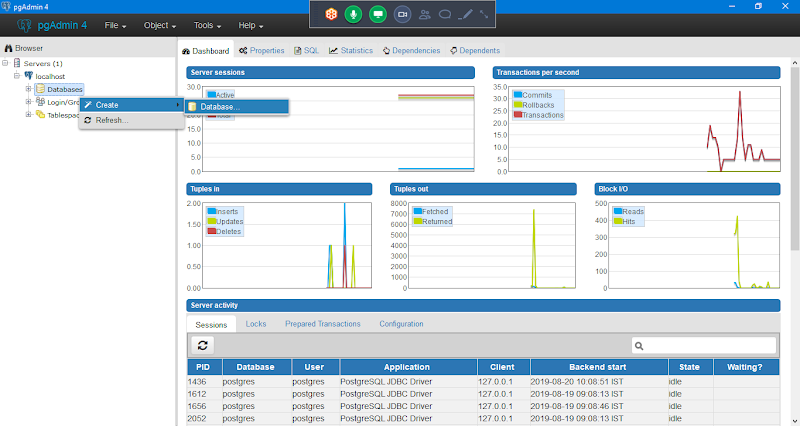 pgAdmin 4
pgAdmin 4 File Object Tools Help
Browser
Servers (1)
localhost
Databases
Login/Gro
Tablespac
Create
Refresh...
Database...
Dashboard Properties SQL Statistics Dependencies Dependents
Server sessions
30.0
25.0
20.0
15.0
10.0
5.0
0.0
Active
Transactions per second
35.0
30.0
25.0
20.0
15.0
10.0
5.0
0.0
Commits
Rollbacks
Transactions
Tuples in
2.00
1.50
1.00
0.50
0.00
Inserts
Updates
Deletes
Tuples out
8000
7000
6000
5000
4000
3000
2000
1000
0
Fetched
Returned
Block I/O
500
400
300
200
100
0
Reads
Hits
Server activity
Sessions Locks Prepared Transactions Configuration
PID Database User Application Client Backend start State Waiting?
1436 postgres postgres PostgreSQL JDBC Driver 127.0.0.1 2019-08-20 10:08:51 IST idle
1612 postgres postgres PostgreSQL JDBC Driver 127.0.0.1 2019-08-19 09:08:13 IST idle
1656 postgres postgres PostgreSQL JDBC Driver 127.0.0.1 2019-08-19 09:08:46 IST idle
2052 postgres postgres PostgreSQL JDBC Driver 127.0.0.1 2019-08-19 09:08:13 IST idle